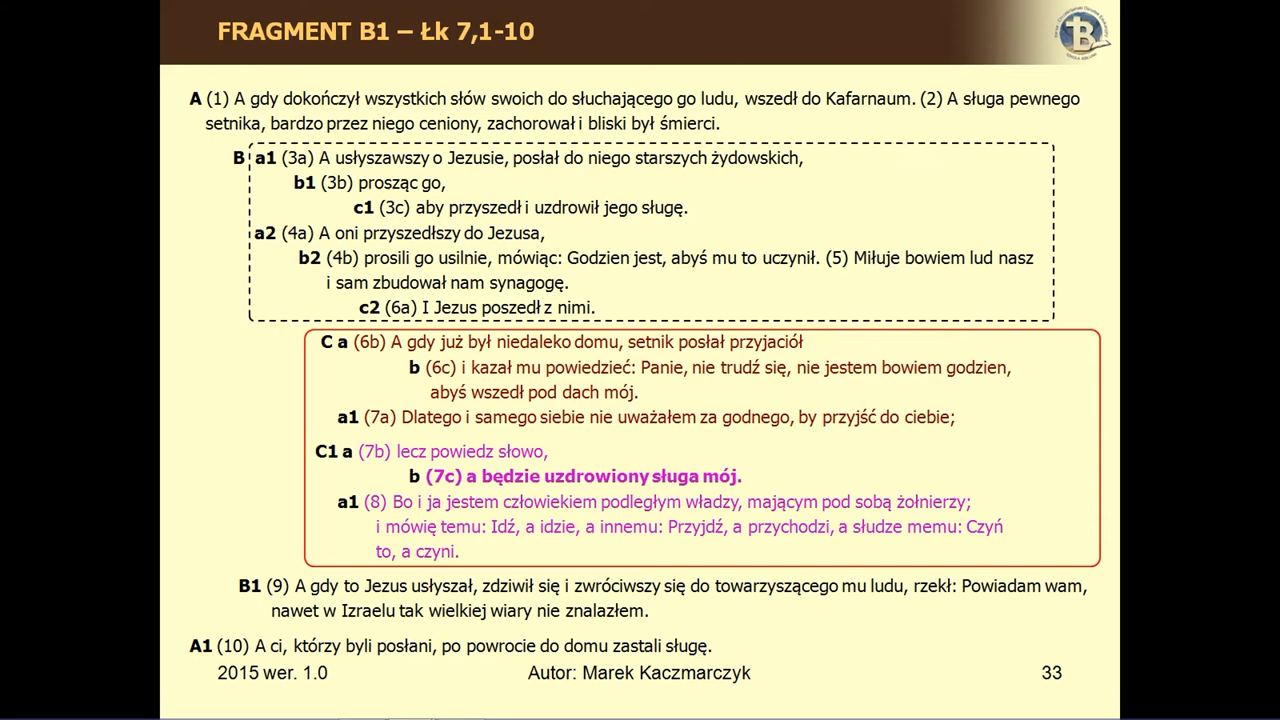 FRAGMENT B1 – Łk 7,1-10
A (1) A gdy dokończył wszystkich słów swoich do słuchającego go ludu, wszedł do Kafarnaum. (2) A sługa pewnego
setnika, bardzo przez niego ceniony, zachorował i bliski był śmierci.
B a1 (3a) A usłyszawszy o Jezusie, posłał do niego starszych żydowskich,
b1 (3b) prosząc go,
c1 (3c) aby przyszedł i uzdrowił jego sługę.
a2 (4a) A oni przyszedłszy do Jezusa,
b2 (4b) prosili go usilnie, mówiąc: Godzien jest, abyś mu to uczynił. (5) Miłuje bowiem lud nasz
i sam zbudował nam synagogę.
c2 (6a) I Jezus poszedł z nimi.
C a (6b) A gdy już był niedaleko domu, setnik posłał przyjaciół
b (6c) i kazał mu powiedzieć: Panie, nie trudź się, nie jestem bowiem godzien,
abyś wszedł pod dach mój.
a1 (7a) Dlatego i samego siebie nie uważałem za godnego, by przyjść do ciebie;
C1 a (7b) lecz powiedz słowo,
b (7c) a będzie uzdrowiony sługa mój.
a1 (8) Bo i ja jestem człowiekiem podległym władzy, mającym pod sobą żołnierzy;
i mówię temu: Idź, a idzie, a innemu: Przyjdź, a przychodzi, a słudze memu: Czyń
to, a czyni.
B1 (9) A gdy to Jezus usłyszał, zdziwił się i zwróciwszy się do towarzyszącego mu ludu, rzekł: Powiadam wam,
nawet w Izraelu tak wielkiej wiary nie znalazłem.
A1 (10) A ci, którzy byli posłani, po powrocie do domu zastali sługę.
2015 wer. 1.0 Autor: Marek Kaczmarczyk 33